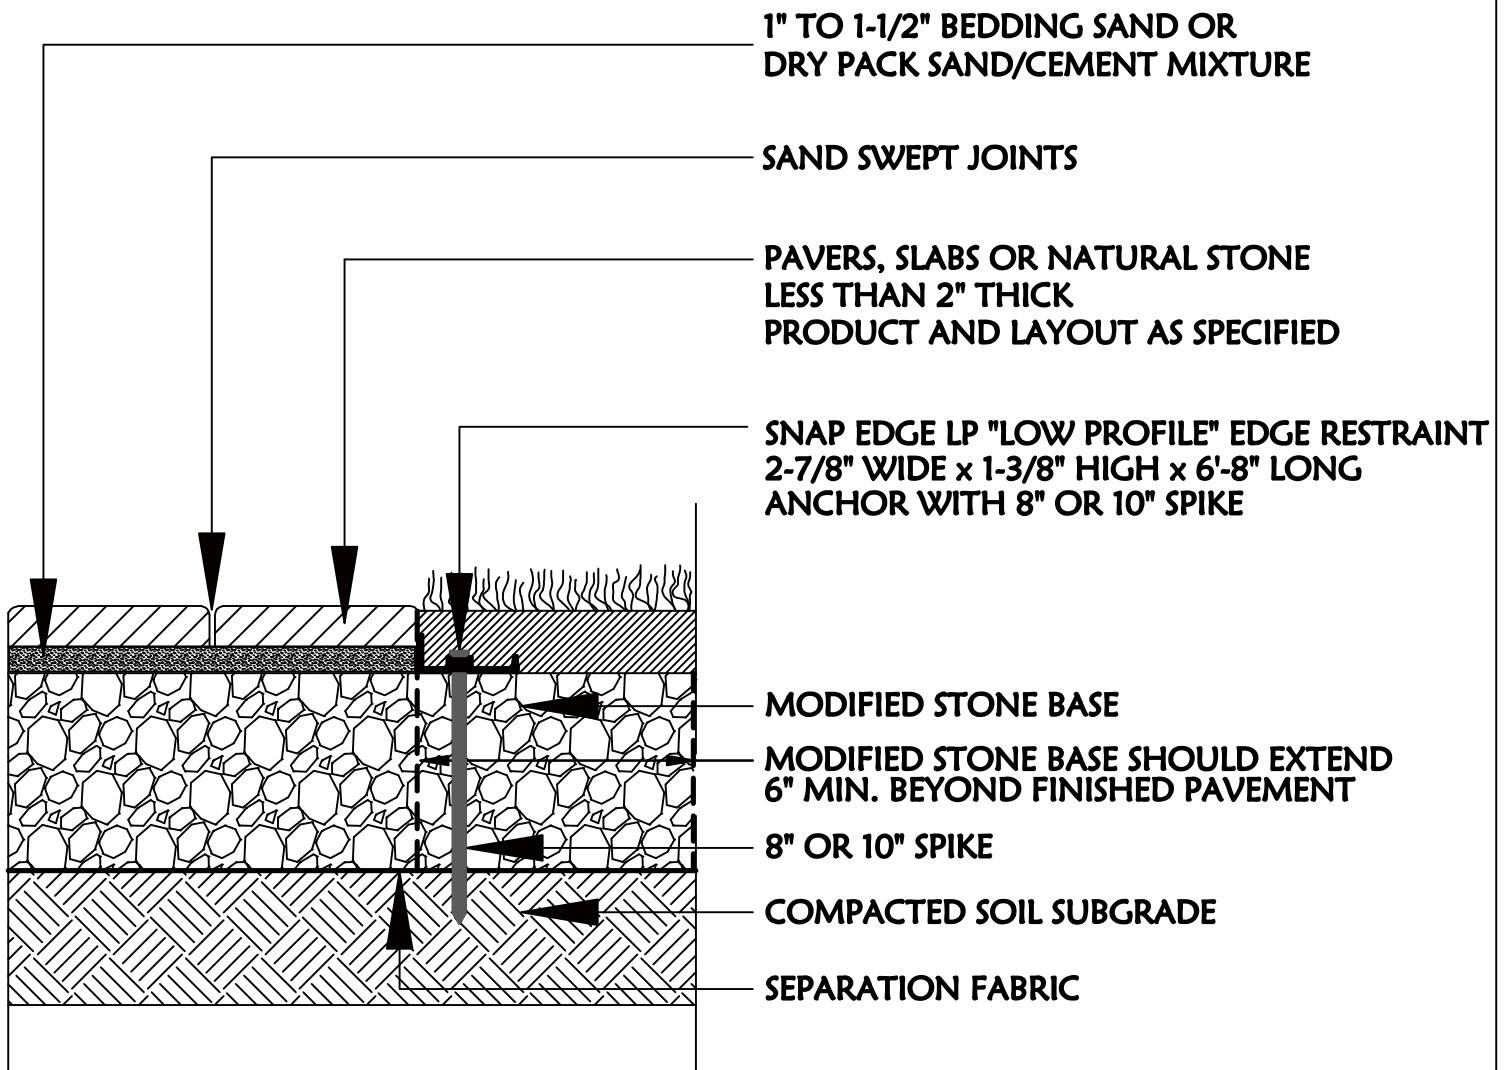 1" TO 1-1/2" BEDDING SAND OR
DRY PACK SAND/CEMENT MIXTURE
SAND SWEPT JOINTS
PAVERS, SLABS OR NATURAL STONE
LESS THAN 2" THICK
PRODUCT AND LAYOUT AS SPECIFIED
SNAP EDGE LP "LOW PROFILE" EDGE RESTRAINT
2-7/8" WIDE x 1-3/8" HIGH x 6'-8" LONG
ANCHOR WITH 8" OR 10" SPIKE
MODIFIED STONE BASE
MODIFIED STONE BASE SHOULD EXTEND
6" MIN. BEYOND FINISHED PAVEMENT
8" OR 10" SPIKE
COMPACTED SOIL SUBGRADE
SEPARATION FABRIC